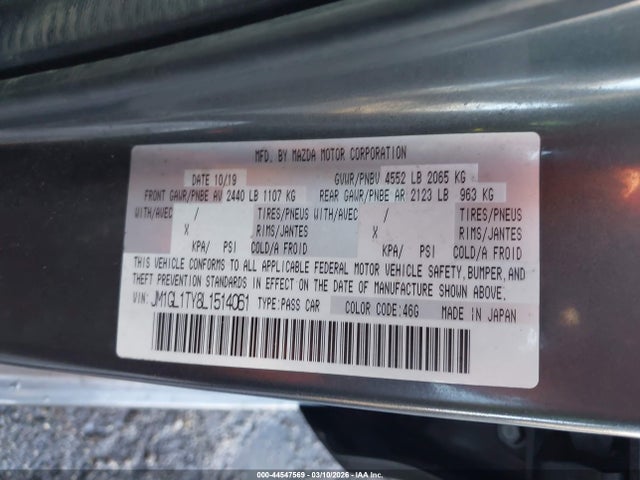 MFD. BY MAZDA MOTOR CORPORATION
DATE 10/19 GVWR/PNBV 4552 LB 2065 KG
FRONT GAWR/PNBE AV 2440 LB 1107 KG REAR GAWR/PNBE AR 2123 LB 963 KG
WITH/AVEC / TIRES/PNEUS WITH/AVEC / TIRES/PNEUS
X RIMS/JANTES X RIMS/JANTES
KPA/ PSI COLD/A FROID KPA/ PSI COLD/A FROID
THIS VEHICLE CONFORMS TO ALL APPLICABLE FEDERAL MOTOR VEHICLE SAFETY, BUMPER, AND
THEFT PREVENTION STANDARDS IN EFFECT ON THE DATE OF MANUFACTURE SHOWN ABOVE.
VIN: JM1GL1TY8L1514061 TYPE: PASS CAR COLOR CODE: 46G MADE IN JAPAN
000-44547569 | 03/10/2026 - COPART, INC.